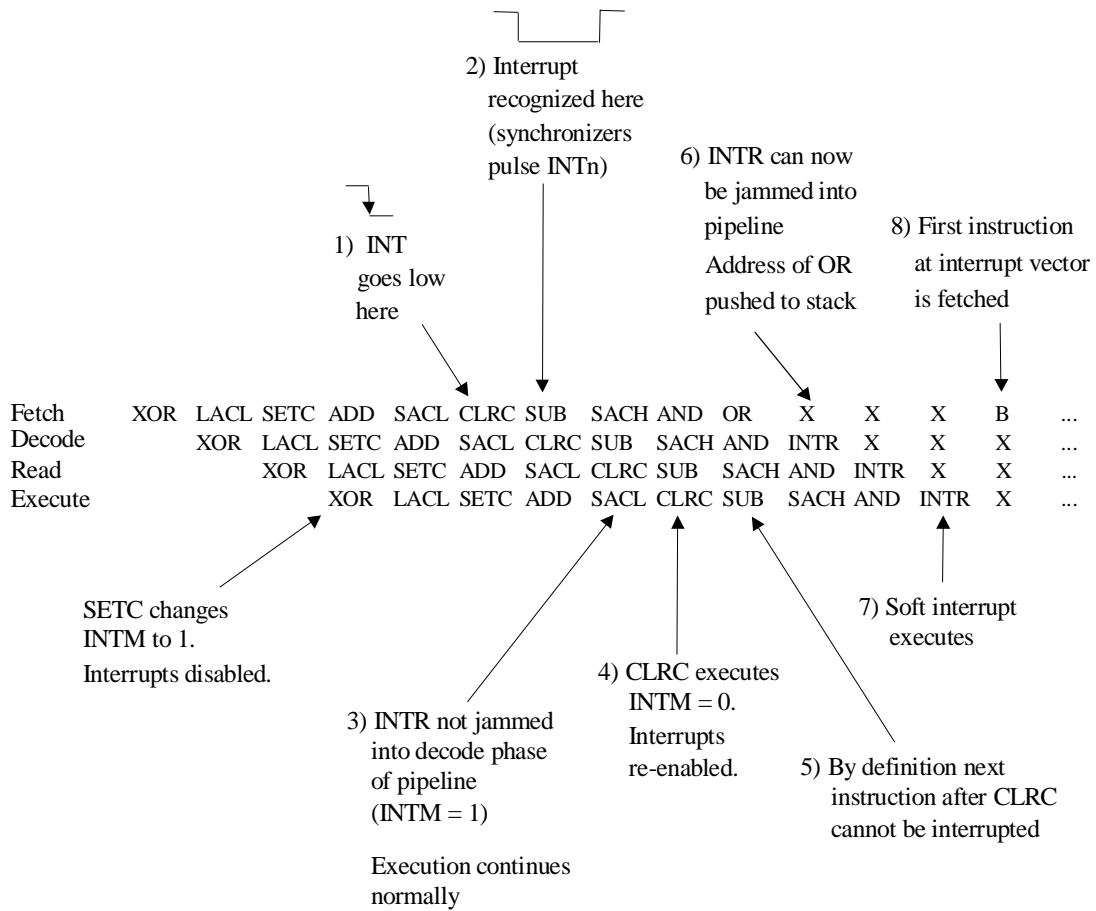 2) Interrupt
recognized here
(synchronizers
pulse INTn)
6) INTR can now
be jammed into
pipeline
Address of OR
pushed to stack
8) First instruction
at interrupt vector
is fetched
1) INT
goes low
here
Fetch XOR LACL SETC ADD SACL CLRC SUB SACH AND OR X X X B ...
Decode XOR LACL SETC ADD SACL CLRC SUB SACH AND INTR X X X ...
Read XOR LACL SETC ADD SACL CLRC SUB SACH AND INTR X X ...
Execute XOR LACL SETC ADD SACL CLRC SUB SACH AND INTR X ...
SETC changes
INTM to 1.
Interrupts disabled.
3) INTR not jammed
into decode phase
of pipeline
(INTM = 1)
Execution continues
normally
4) CLRC executes
INTM = 0.
Interrupts
re-enabled.
5) By definition next
instruction after CLRC
cannot be interrupted
7) Soft interrupt
executes